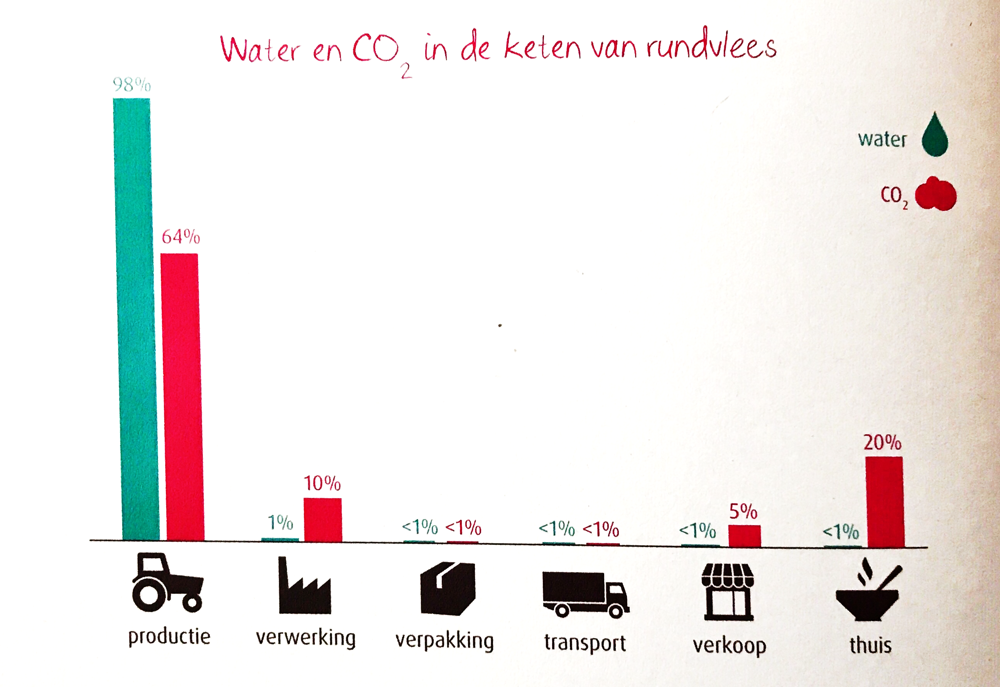 Water en CO₂ in de keten van rundvlees
98%
64%
water
CO₂
20%
10%
5%
1%
<1% <1%
<1% <1%
<1%
<1%
productie verwerking verpakking transport verkoop thuis